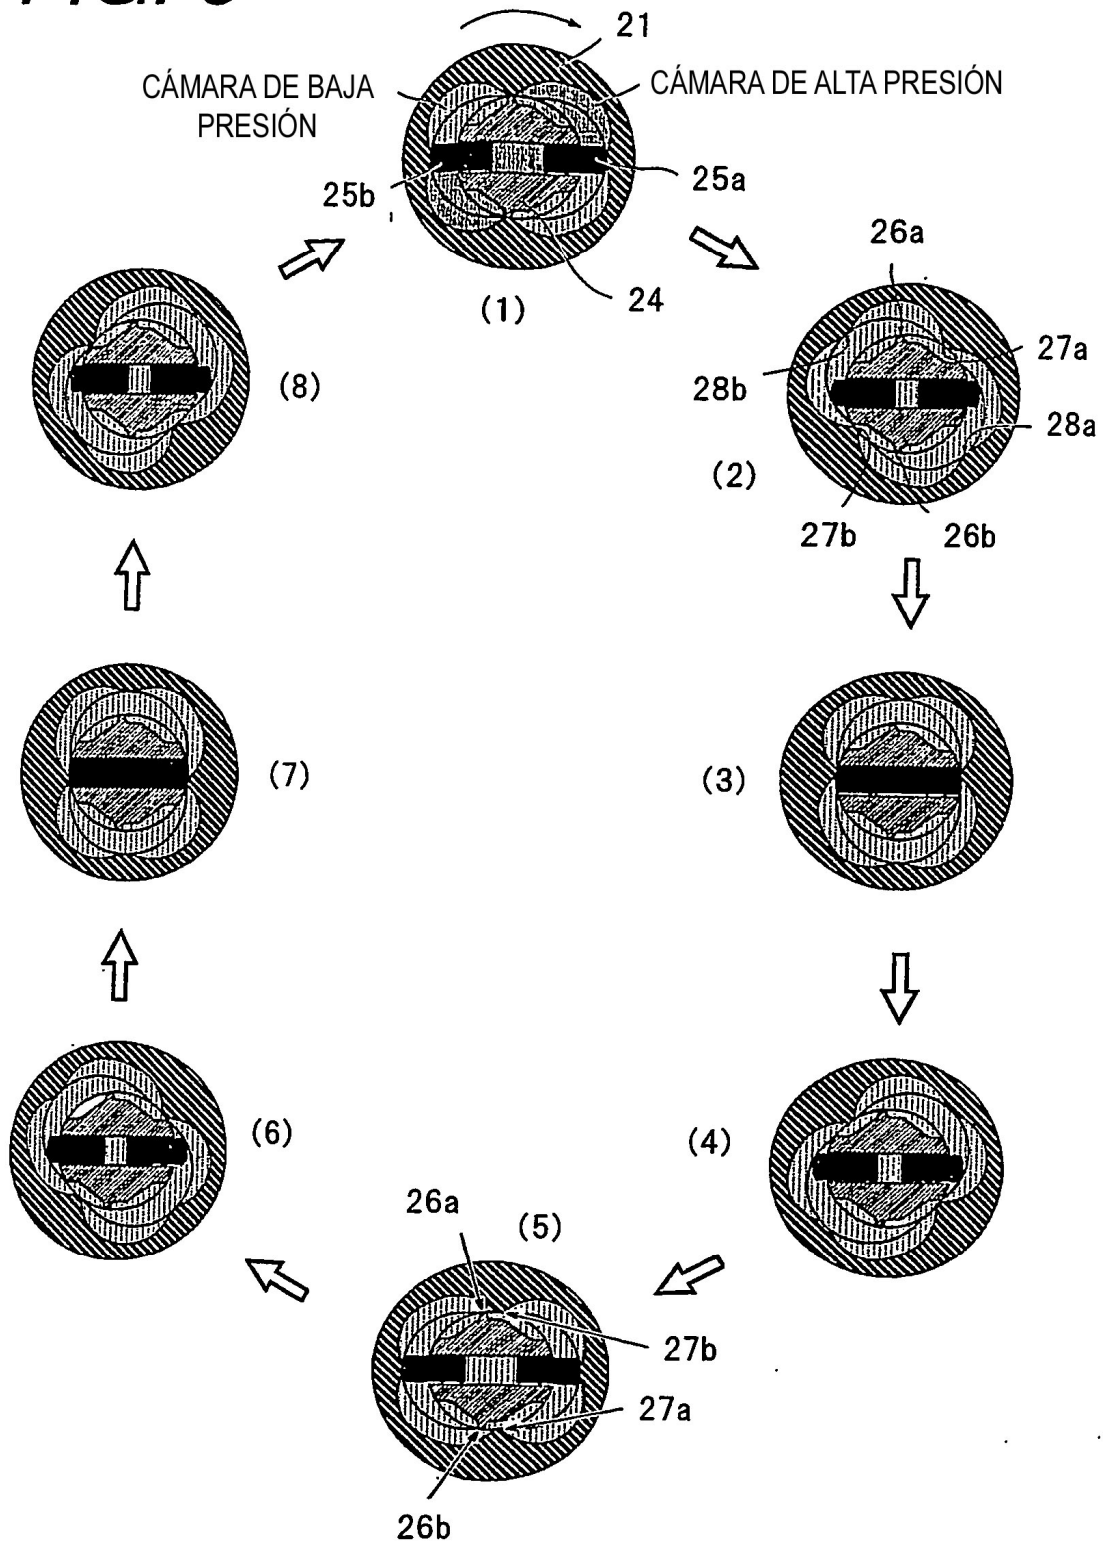 21
CÁMARA DE BAJA
PRESIÓN
CÁMARA DE ALTA PRESIÓN
25b
25a
24
(1)
26a
27a
28b
28a
(2)
27b
26b
(8)
(7)
(3)
(6)
(4)
26a
(5)
27b
27a
26b